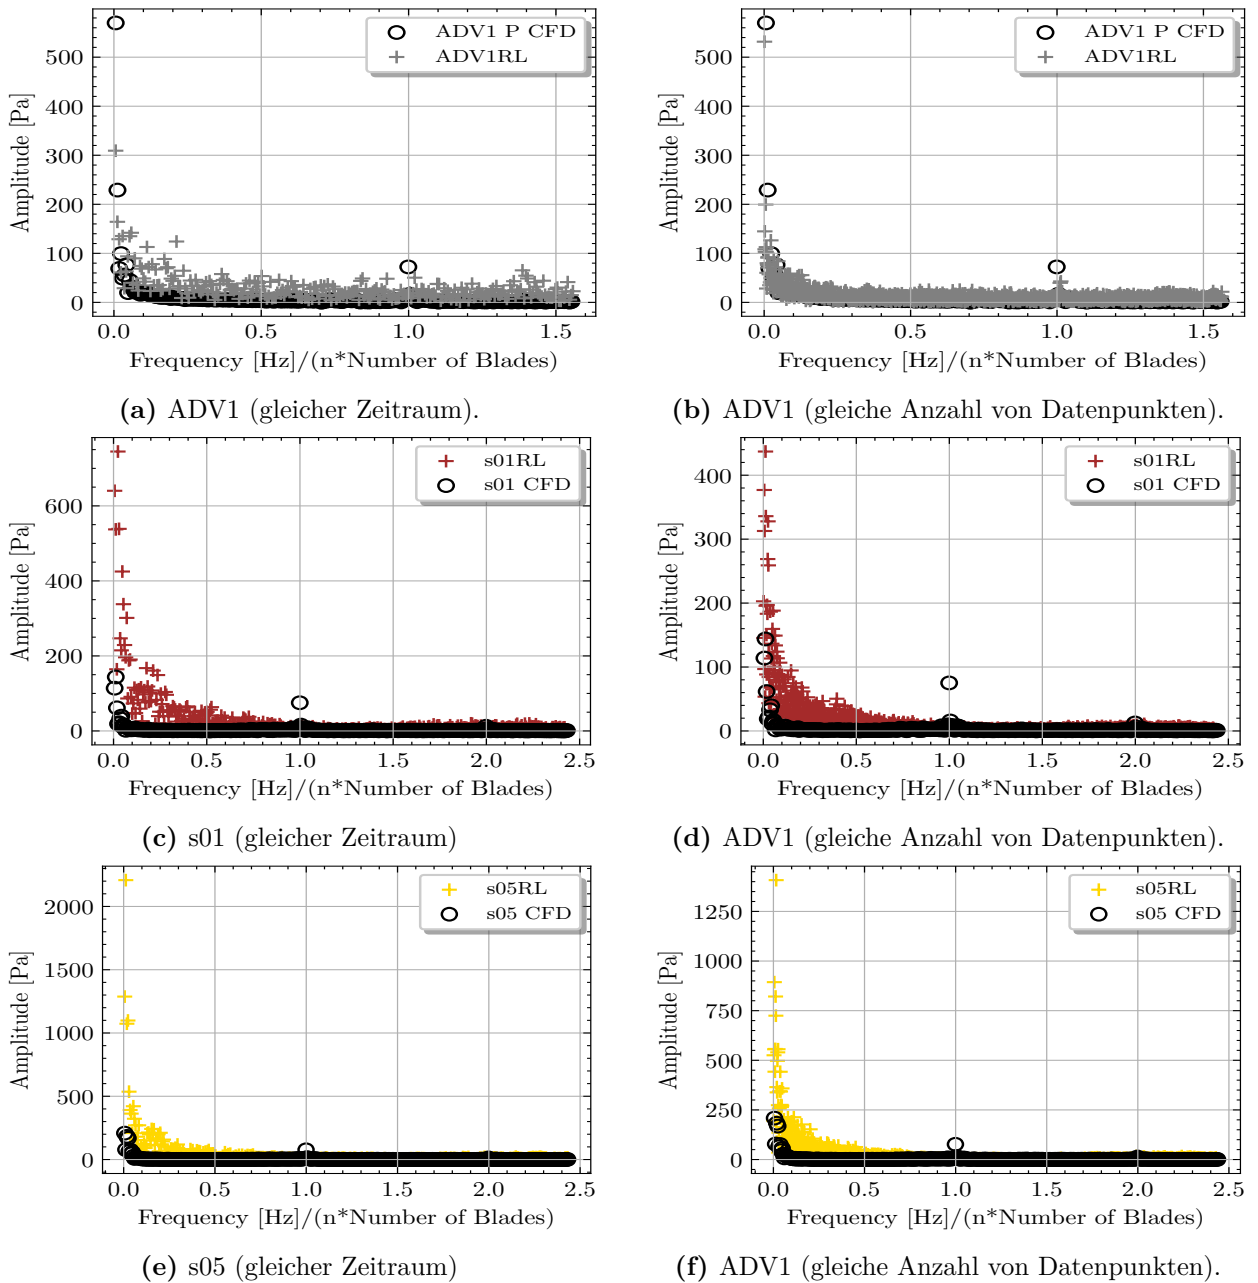 ADV1 P CFD
ADV1RL
500
400
300
200
100
0
Amplitude [Pa]
0.0 0.5 1.0 1.5
Frequency [Hz]/(n*Number of Blades)
(a) ADV1 (gleicher Zeitraum).
ADV1 P CFD
ADV1RL
500
400
300
200
100
0
Amplitude [Pa]
0.0 0.5 1.0 1.5
Frequency [Hz]/(n*Number of Blades)
(b) ADV1 (gleiche Anzahl von Datenpunkten).
s01RL
s01 CFD
600
400
200
0
Amplitude [Pa]
0.0 0.5 1.0 1.5 2.0 2.5
Frequency [Hz]/(n*Number of Blades)
(c) s01 (gleicher Zeitraum)
s01RL
s01 CFD
400
300
200
100
0
Amplitude [Pa]
0.0 0.5 1.0 1.5 2.0 2.5
Frequency [Hz]/(n*Number of Blades)
(d) ADV1 (gleiche Anzahl von Datenpunkten).
s05RL
s05 CFD
2000
1500
1000
500
0
Amplitude [Pa]
0.0 0.5 1.0 1.5 2.0 2.5
Frequency [Hz]/(n*Number of Blades)
(e) s05 (gleicher Zeitraum)
s05RL
s05 CFD
1250
1000
750
500
250
0
Amplitude [Pa]
0.0 0.5 1.0 1.5 2.0 2.5
Frequency [Hz]/(n*Number of Blades)
(f) ADV1 (gleiche Anzahl von Datenpunkten).